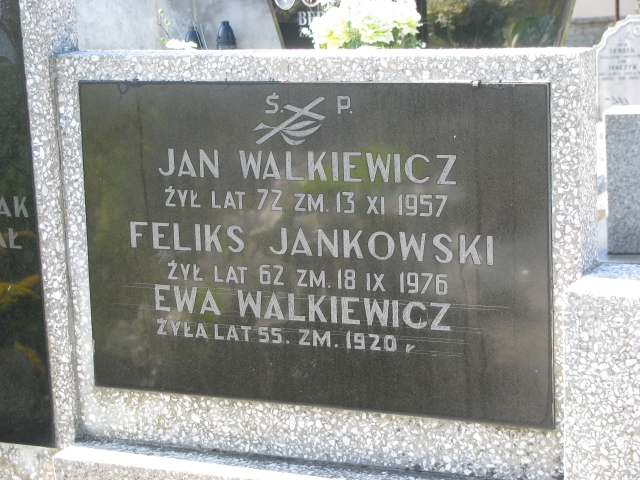 Ś. P.
JAN WALKIEWICZ
ŻYŁ LAT 72 ZM. 13 XI 1957
FELIKS JANKOWSKI
ŻYŁ LAT 62 ZM. 18 IX 1976
EWA WALKIEWICZ
ŻYŁA LAT 55. ZM. 1920 r